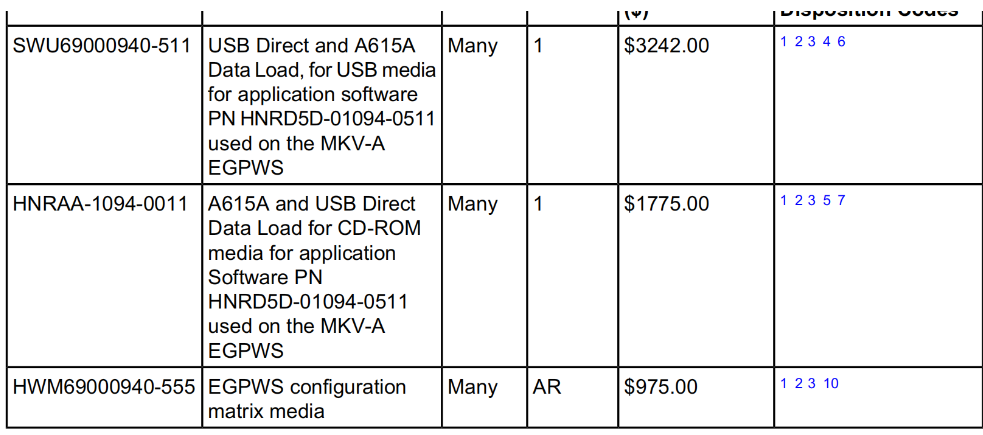 ($) Disposition Codes
SWU69000940-511 USB Direct and A615A Many 1 $3242.00 1 2 3 4 6
Data Load, for USB media
for application software
PN HNRD5D-01094-0511
used on the MKV-A
EGPWS
HNRAA-1094-0011 A615A and USB Direct Many 1 $1775.00 1 2 3 5 7
Data Load for CD-ROM
media for application
Software PN
HNRD5D-01094-0511
used on the MKV-A
EGPWS
HWM69000940-555 EGPWS configuration Many AR $975.00 1 2 3 10
matrix media